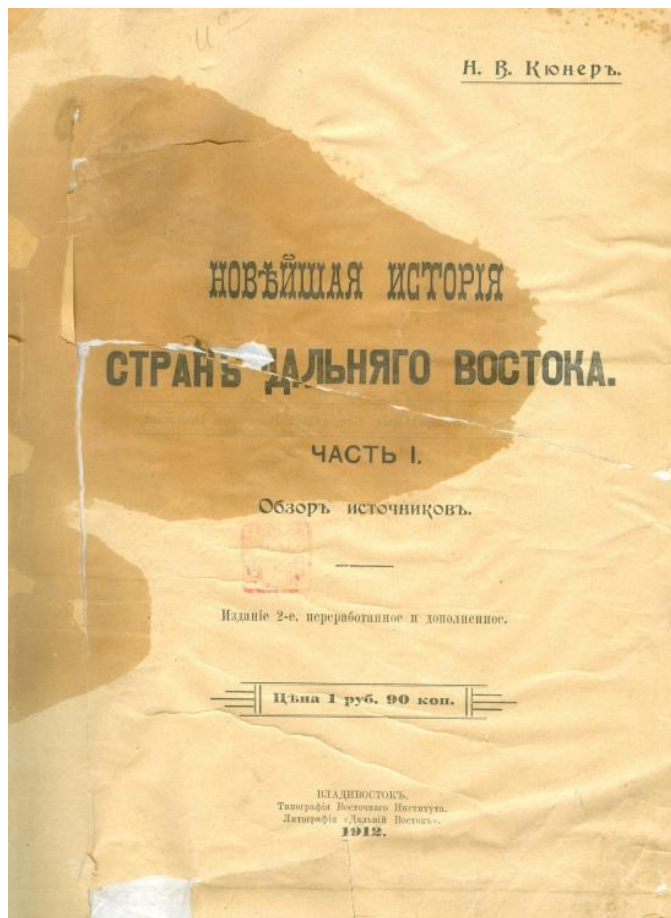 Н. В. Кюнеръ.
НОВѢЙШАЯ ИСТОРІЯ
СТРАНЪ ДАЛЬНЯГО ВОСТОКА.
ЧАСТЬ I.
Обзоръ источниковъ.
Изданіе 2-е, переработанное и дополненное.
Цѣна 1 руб. 90 коп.
ВЛАДИВОСТОКЪ.
Типографія Восточнаго Института.
Литографія «Дальній Востокъ».
1912.